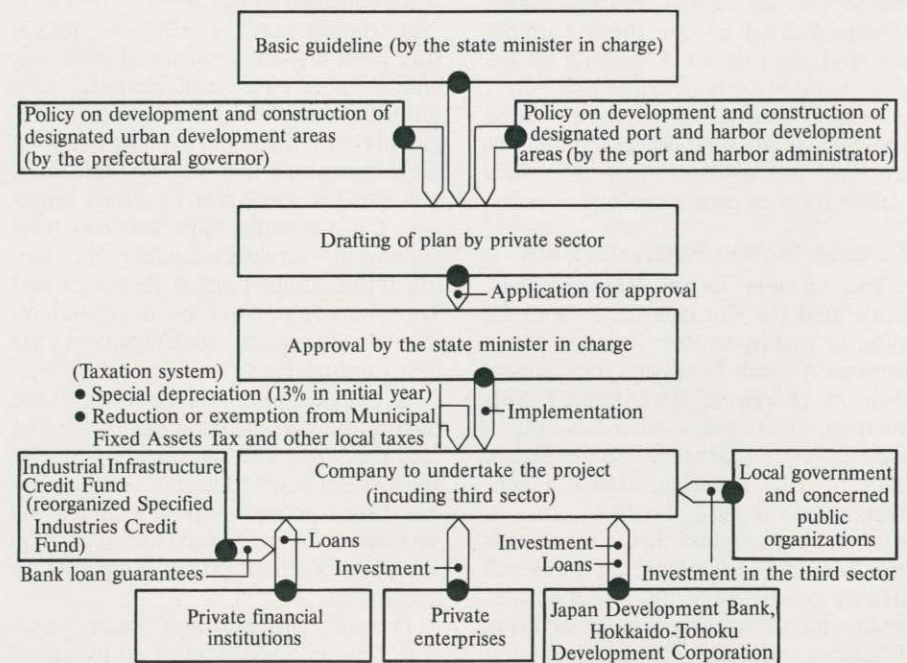 Basic guideline (by the state minister in charge)
Policy on development and construction of
designated urban development areas
(by the prefectural governor)
Policy on development and construction of
designated port and harbor development
areas (by the port and harbor administrator)
Drafting of plan by private sector
Application for approval
Approval by the state minister in charge
(Taxation system)
● Special depreciation (13% in initial year)
● Reduction or exemption from Municipal
Fixed Assets Tax and other local taxes
Implementation
Industrial Infrastructure
Credit Fund
(reorganized Specified
Industries Credit
Fund)
Company to undertake the project
(incuding third sector)
Local government
and concerned
public
organizations
Bank loan guarantees
Loans
Investment
Investment
Loans
Investment in the third sector
Private financial
institutions
Private
enterprises
Japan Development Bank,
Hokkaido-Tohoku
Development Corporation